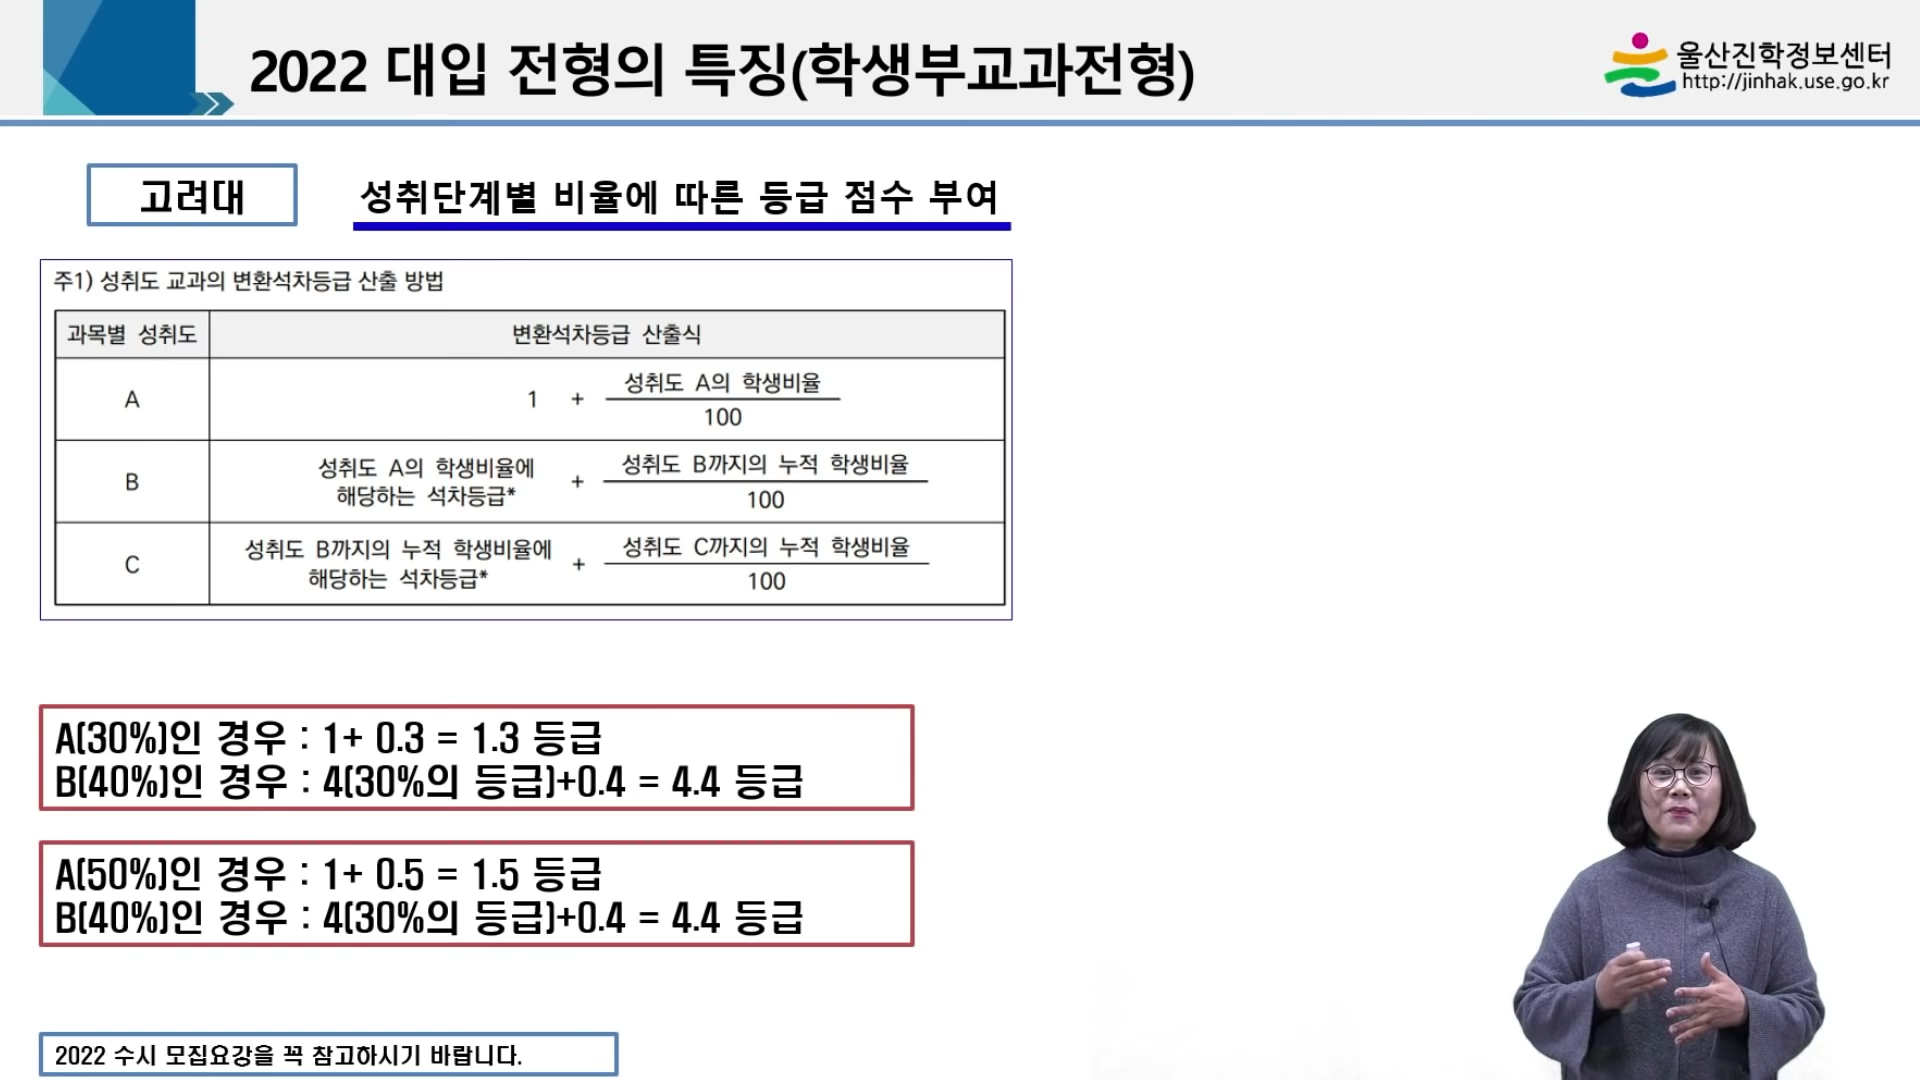 2022 대입 전형의 특징(학생부교과전형)
울산진학정보센터
http://jinhak.use.go.kr
고려대
성취단계별 비율에 따른 등급 점수 부여
주1) 성취도 교과의 변환석차등급 산출 방법
과목별 성취도
변환석차등급 산출식
A
1 + 성취도 A의 학생비율
100
B
성취도 A의 학생비율에
해당하는 석차등급*
+
성취도 B까지의 누적 학생비율
100
C
성취도 B까지의 누적 학생비율에
해당하는 석차등급*
+
성취도 C까지의 누적 학생비율
100
A(30%)인 경우 : 1+ 0.3 = 1.3 등급
B(40%)인 경우 : 4(30%의 등급)+0.4 = 4.4 등급
A(50%)인 경우 : 1+ 0.5 = 1.5 등급
B(40%)인 경우 : 4(30%의 등급)+0.4 = 4.4 등급
2022 수시 모집요강을 꼭 참고하시기 바랍니다.